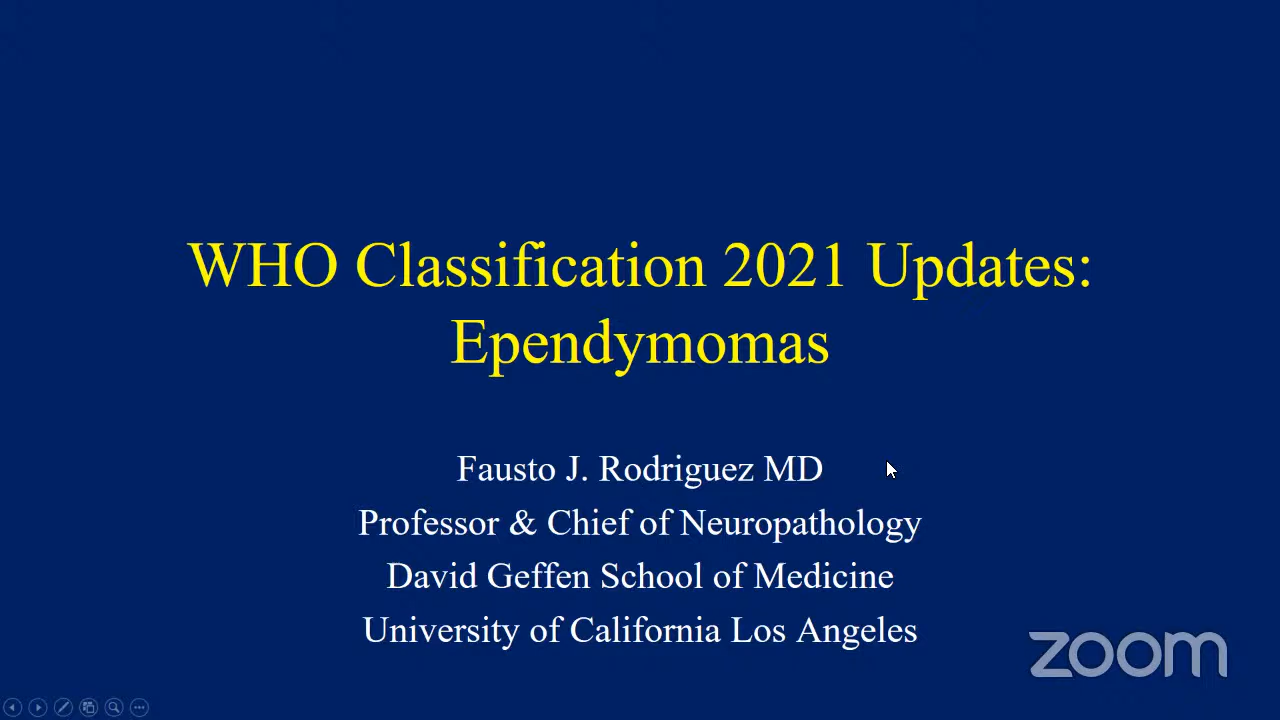 WHO Classification 2021 Updates:
Ependymomas
Fausto J. Rodriguez MD
Professor & Chief of Neuropathology
David Geffen School of Medicine
University of California Los Angeles
zoom